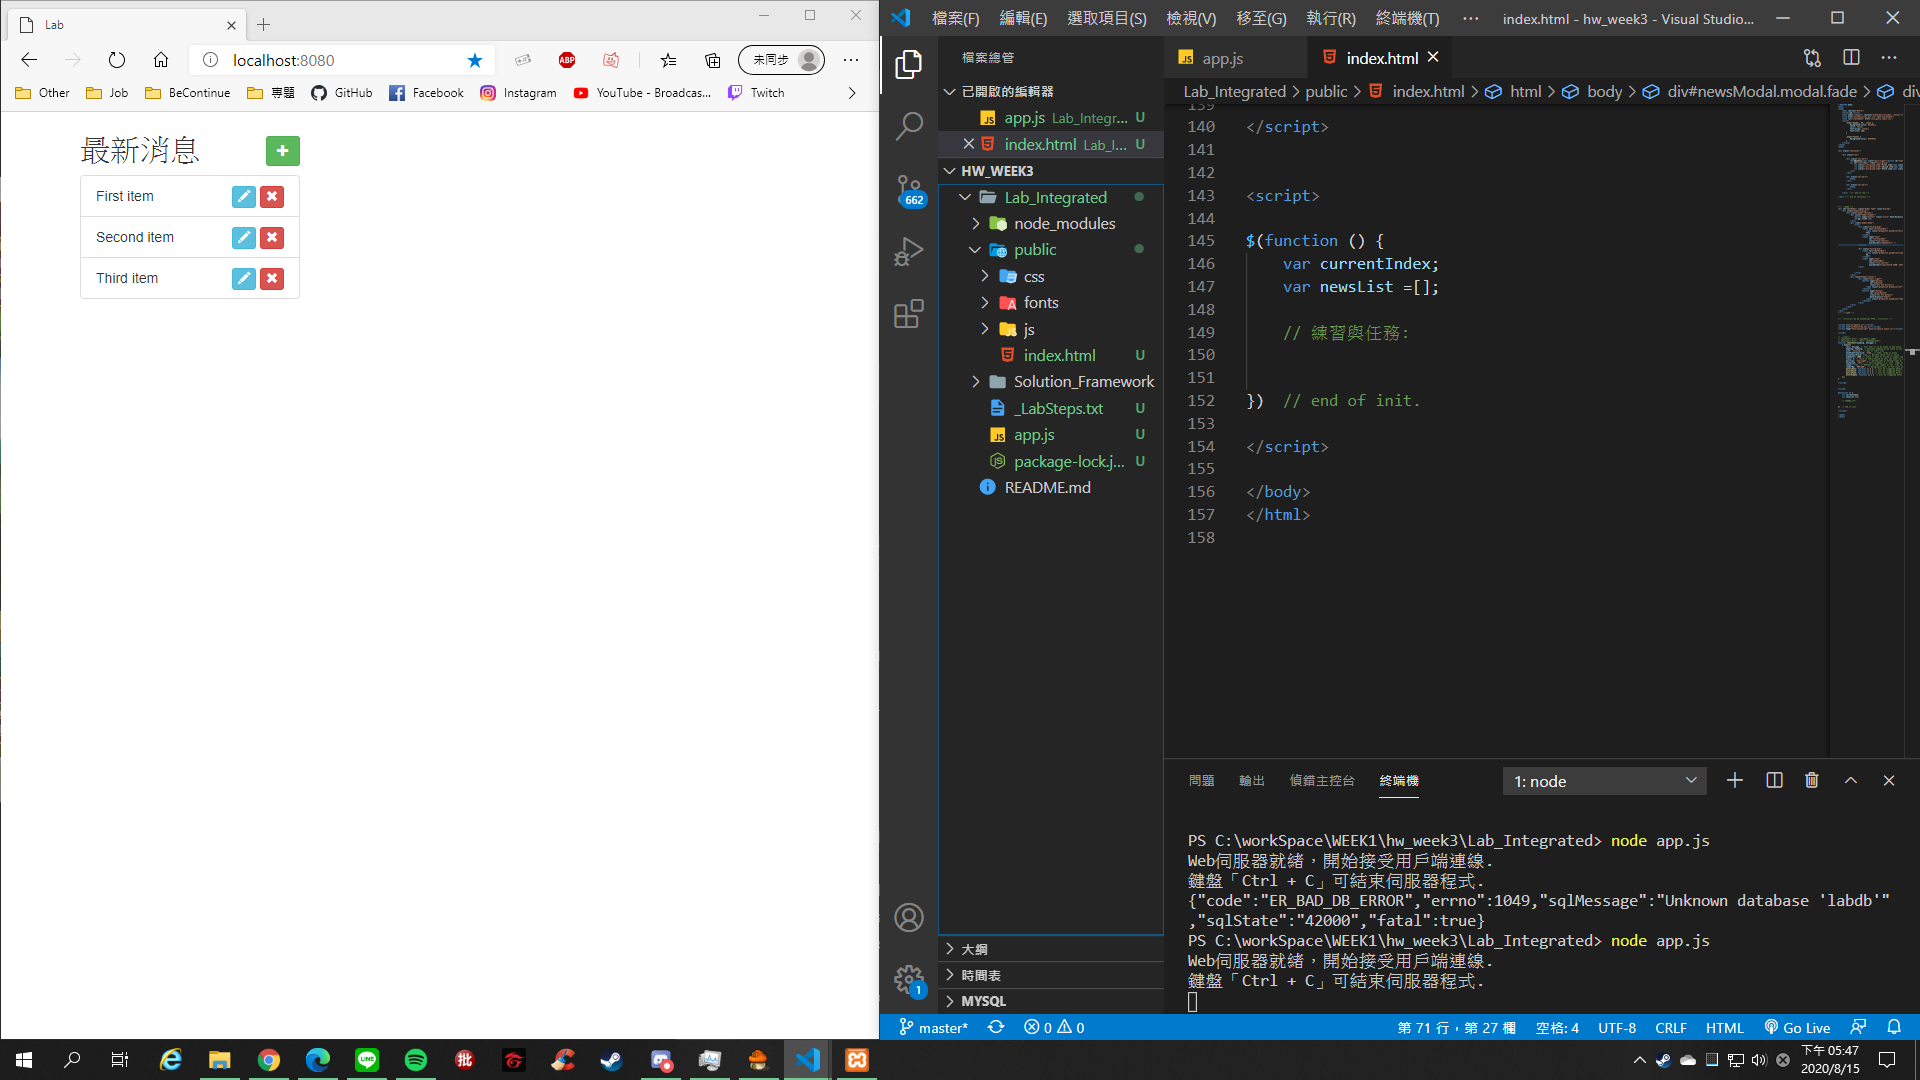 Lab
localhost:8080
未同步
Other
Job
BeContinue
專題
GitHub
Facebook
Instagram
YouTube - Broadcas...
Twitch
最新消息
First item
Second item
Third item
檔案(F)
編輯(E)
選取項目(S)
檢視(V)
移至(G)
執行(R)
終端機(T)
index.html - hw_week3 - Visual Studio...
檔案總管
已開啟的編輯器
app.js Lab_Integr... U
index.html Lab_I... U
HW_WEEK3
Lab_Integrated
node_modules
public
css
fonts
js
index.html U
Solution_Framework
_LabSteps.txt U
app.js U
package-lock.j... U
README.md
大綱
時間表
MYSQL
662
1
app.js
index.html
Lab_Integrated > public > index.html > html > body > div#newsModal.modal.fade > div
139
140 </script>
141
142
143 <script>
144
145 $(function () {
146 var currentIndex;
147 var newsList =[];
148
149 // 練習與任務:
150
151
152 }) // end of init.
153
154 </script>
155
156 </body>
157 </html>
158
問題
輸出
偵錯主控台
終端機
1: node
PS C:\workSpace\WEEK1\hw_week3\Lab_Integrated> node app.js
Web伺服器就緒，開始接受用戶端連線.
鍵盤「Ctrl + C」可結束伺服器程式.
{"code":"ER_BAD_DB_ERROR","errno":1049,"sqlMessage":"Unknown database 'labdb'"
,"sqlState":"42000","fatal":true}
PS C:\workSpace\WEEK1\hw_week3\Lab_Integrated> node app.js
Web伺服器就緒，開始接受用戶端連線.
鍵盤「Ctrl + C」可結束伺服器程式.
master*
0
0
第 71 行，第 27 欄
空格: 4
UTF-8
CRLF
HTML
Go Live
下午 05:47
2020/8/15
ABP
LINE
批